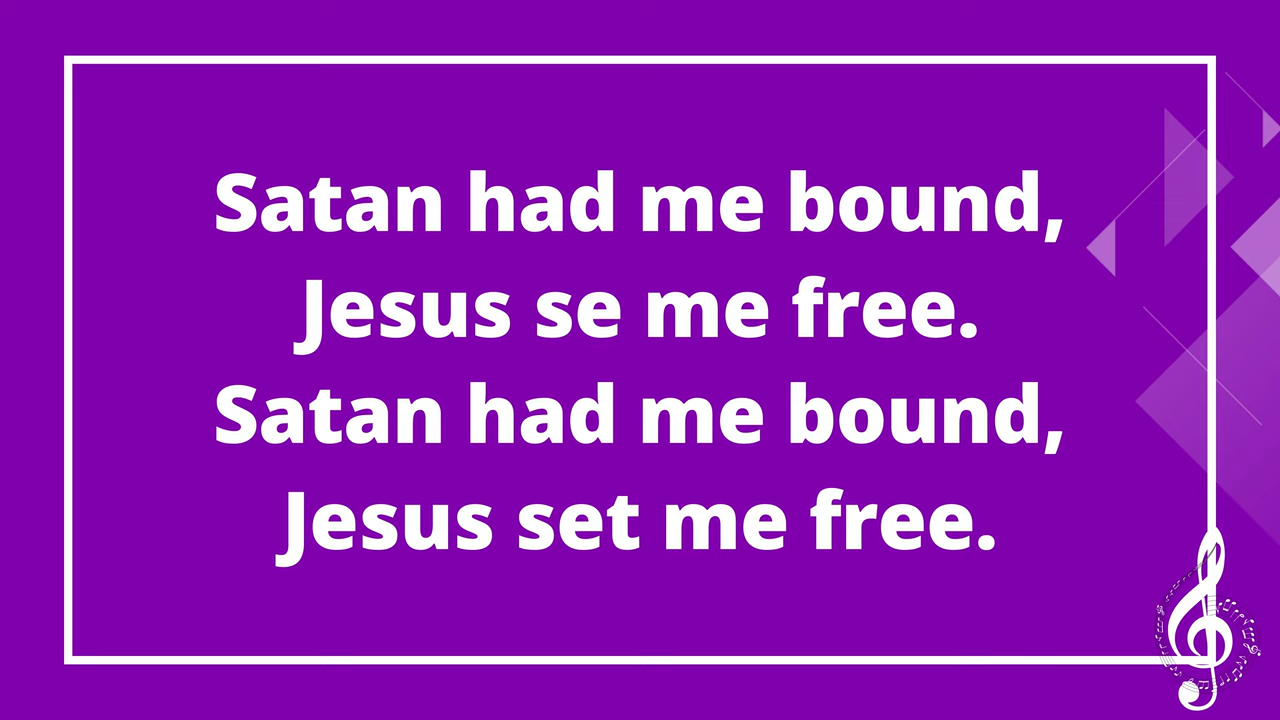 Satan had me bound,
Jesus se me free.
Satan had me bound,
Jesus set me free.